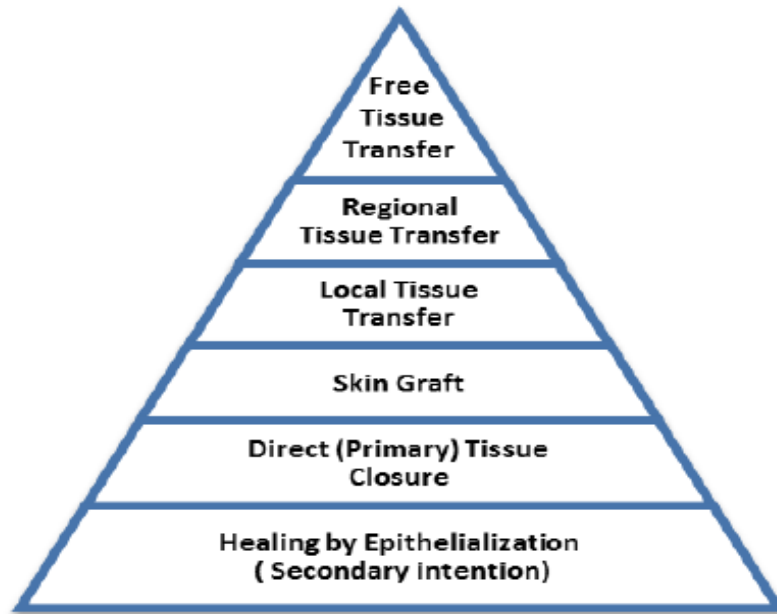 Free
Tissue
Transfer
Regional
Tissue Transfer
Local Tissue
Transfer
Skin Graft
Direct (Primary) Tissue
Closure
Healing by Epithelialization
( Secondary intention)